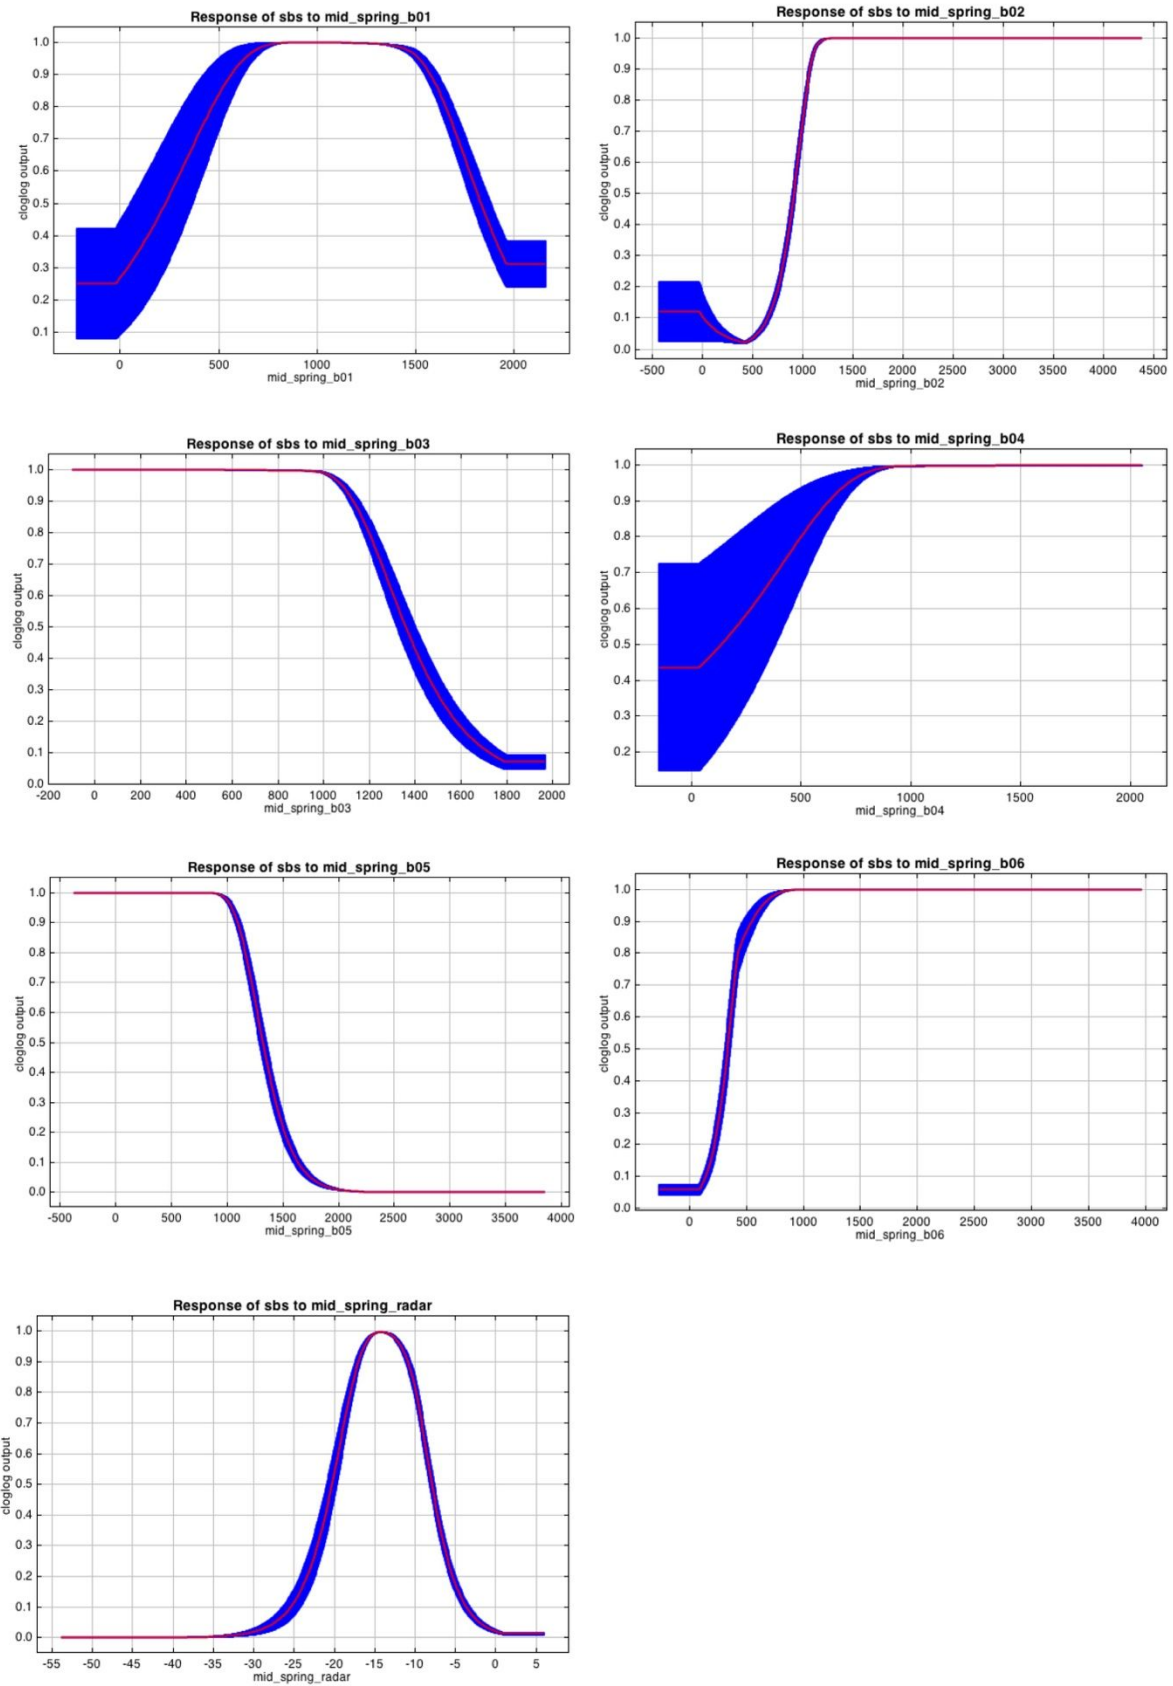 Response of sbs to mid_spring_b01
cloglog output
1.0
0.9
0.8
0.7
0.6
0.5
0.4
0.3
0.2
0.1
0 500 1000 1500 2000
mid_spring_b01
Response of sbs to mid_spring_b02
cloglog output
1.0
0.9
0.8
0.7
0.6
0.5
0.4
0.3
0.2
0.1
0.0
-500 0 500 1000 1500 2000 2500 3000 3500 4000 4500
mid_spring_b02
Response of sbs to mid_spring_b03
cloglog output
1.0
0.9
0.8
0.7
0.6
0.5
0.4
0.3
0.2
0.1
0.0
-200 0 200 400 600 800 1000 1200 1400 1600 1800 2000
mid_spring_b03
Response of sbs to mid_spring_b04
cloglog output
1.0
0.9
0.8
0.7
0.6
0.5
0.4
0.3
0.2
0 500 1000 1500 2000
mid_spring_b04
Response of sbs to mid_spring_b05
cloglog output
1.0
0.9
0.8
0.7
0.6
0.5
0.4
0.3
0.2
0.1
0.0
-500 0 500 1000 1500 2000 2500 3000 3500 4000
mid_spring_b05
Response of sbs to mid_spring_b06
cloglog output
1.0
0.9
0.8
0.7
0.6
0.5
0.4
0.3
0.2
0.1
0.0
0 500 1000 1500 2000 2500 3000 3500 4000
mid_spring_b06
Response of sbs to mid_spring_radar
cloglog output
1.0
0.9
0.8
0.7
0.6
0.5
0.4
0.3
0.2
0.1
0.0
-55 -50 -45 -40 -35 -30 -25 -20 -15 -10 -5 0 5
mid_spring_radar